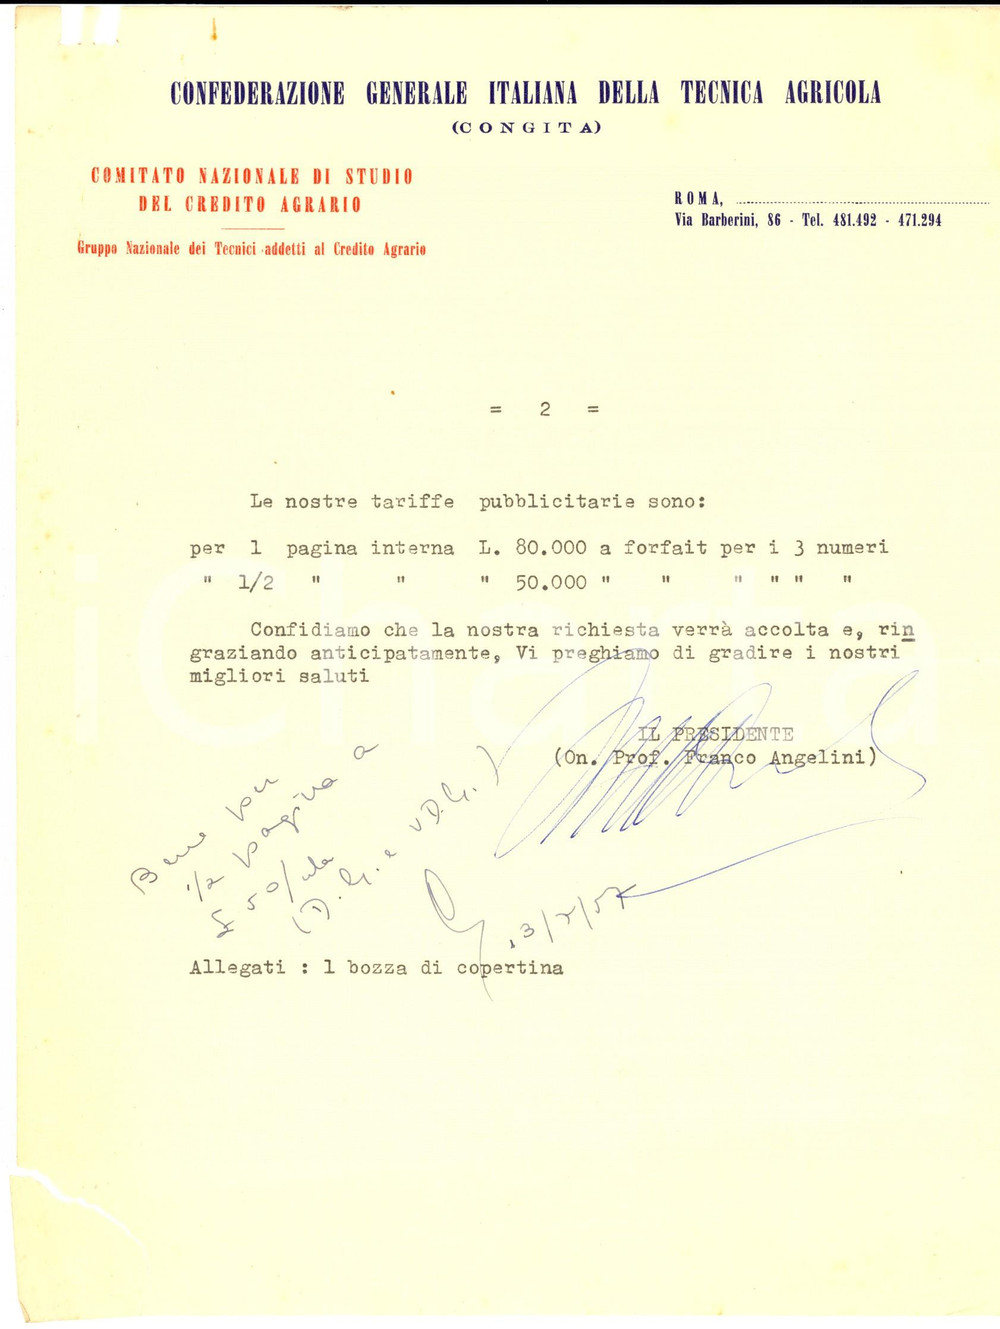 CONFEDERAZIONE GENERALE ITALIANA DELLA TECNICA AGRICOLA
(CONGITA)
COMITATO NAZIONALE DI STUDIO
DEL CREDITO AGRARIO
Gruppo Nazionale dei Tecnici addetti al Credito Agrario
ROMA,
Via Barberini, 86 - Tel. 481.492 - 471.294
= 2 =
Le nostre tariffe pubblicitarie sono:
per 1 pagina interna L. 80.000 a forfait per i 3 numeri
" 1/2 " " " 50.000 " " " " " "
Confidiamo che la nostra richiesta verrà accolta e, rin
graziando anticipatamente, Vi preghiamo di gradire i nostri
migliori saluti
IL PRESIDENTE
(On. Prof. Franco Angelini)
Bene per
1/2 pagina a
£ 50/mila
(D.G. e VD.G.)
Allegati : 1 bozza di copertina
iCharta